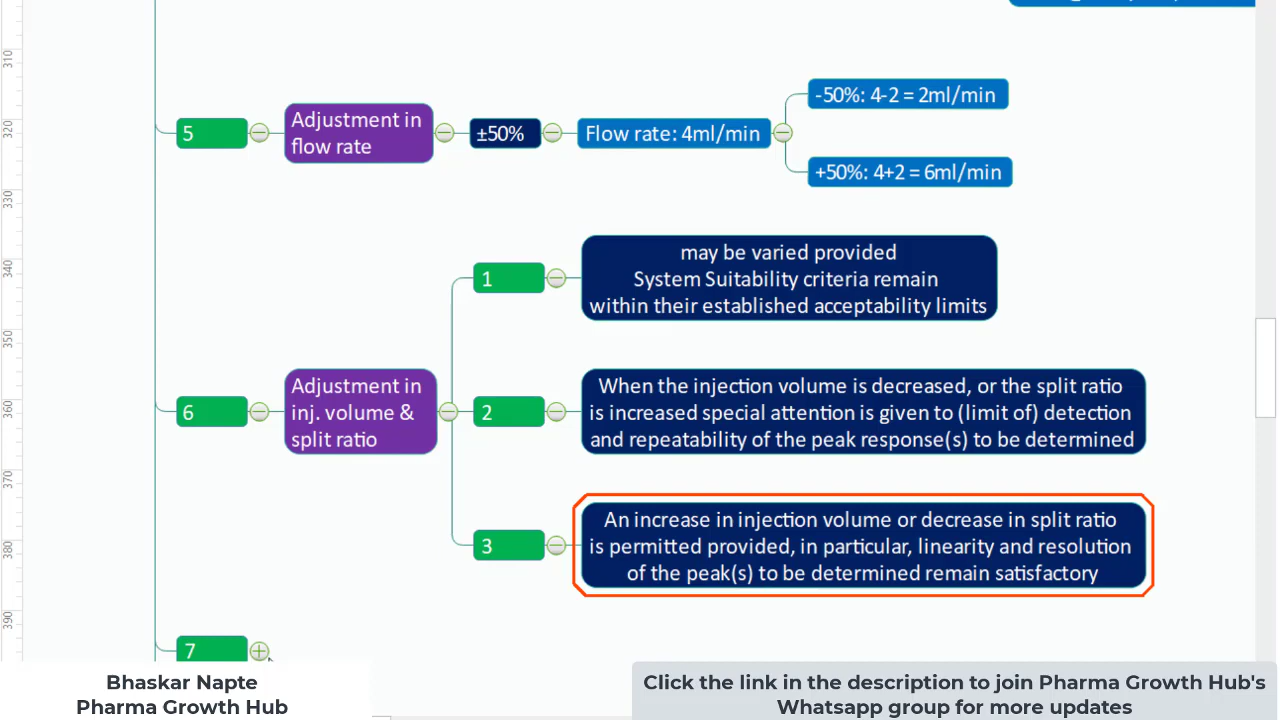 310
320
330
340
350
360
370
380
390
5
Adjustment in
flow rate
±50%
Flow rate: 4ml/min
-50%: 4-2 = 2ml/min
+50%: 4+2 = 6ml/min
6
Adjustment in
inj. volume &
split ratio
1
may be varied provided
System Suitability criteria remain
within their established acceptability limits
2
When the injection volume is decreased, or the split ratio
is increased special attention is given to (limit of) detection
and repeatability of the peak response(s) to be determined
3
An increase in injection volume or decrease in split ratio
is permitted provided, in particular, linearity and resolution
of the peak(s) to be determined remain satisfactory
7
Bhaskar Napte
Pharma Growth Hub
Click the link in the description to join Pharma Growth Hub's
Whatsapp group for more updates